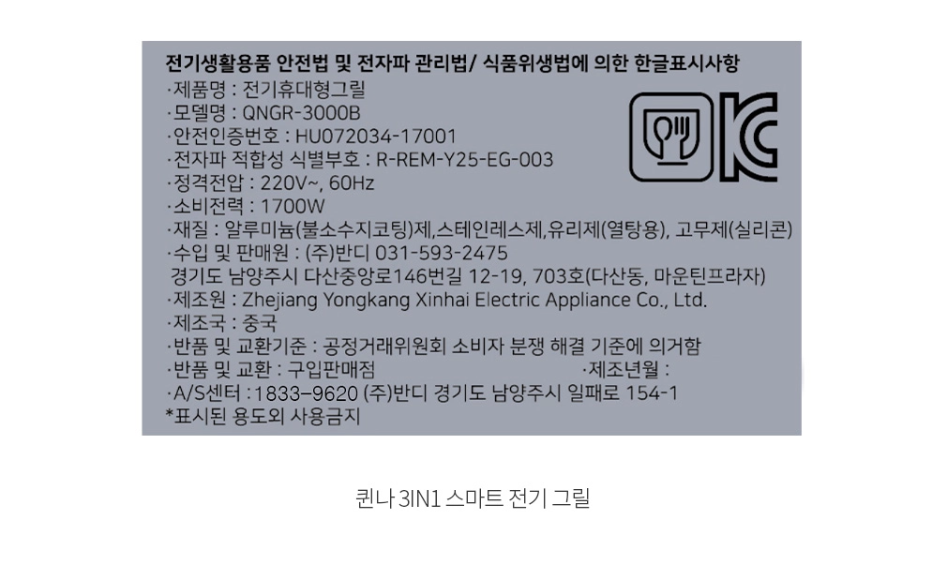 전기생활용품 안전법 및 전자파 관리법/ 식품위생법에 의한 한글표시사항
·제품명 : 전기휴대형그릴
·모델명 : QNGR-3000B
·안전인증번호 : HU072034-17001
·전자파 적합성 식별부호 : R-REM-Y25-EG-003
·정격전압 : 220V~, 60Hz
·소비전력 : 1700W
·재질 : 알루미늄(불소수지코팅)제,스테인레스제,유리제(열탕용), 고무제(실리콘)
·수입 및 판매원 : (주)반디 031-593-2475
경기도 남양주시 다산중앙로146번길 12-19, 703호(다산동, 마운틴프라자)
·제조원 : Zhejiang Yongkang Xinhai Electric Appliance Co., Ltd.
·제조국 : 중국
·반품 및 교환기준 : 공정거래위원회 소비자 분쟁 해결 기준에 의거함
·반품 및 교환 : 구입판매점 ·제조년월 :
·A/S센터 : 1833-9620 (주)반디 경기도 남양주시 일패로 154-1
*표시된 용도외 사용금지
퀸나 3IN1 스마트 전기 그릴